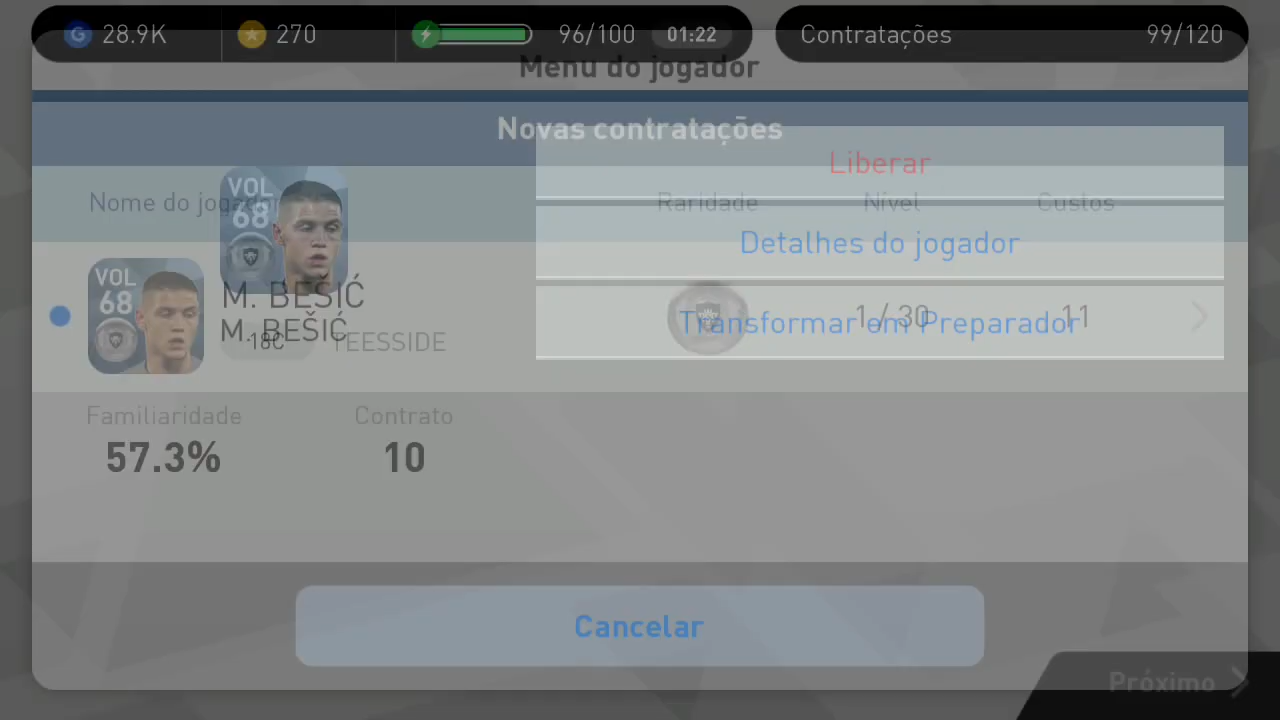 G 28.9K 270 96/100 01:22 Contratações 99/120
Menu do jogador
Novas contratações
Liberar
Nome do jogador Raridade Nível Custos
VOL
68
Detalhes do jogador
VOL
68
M. BEŠIĆ
M. BEŠIĆ
1/30 11
Transformar em Preparador
18C TEESSIDE
Familiaridade Contrato
57.3% 10
Cancelar
Próximo